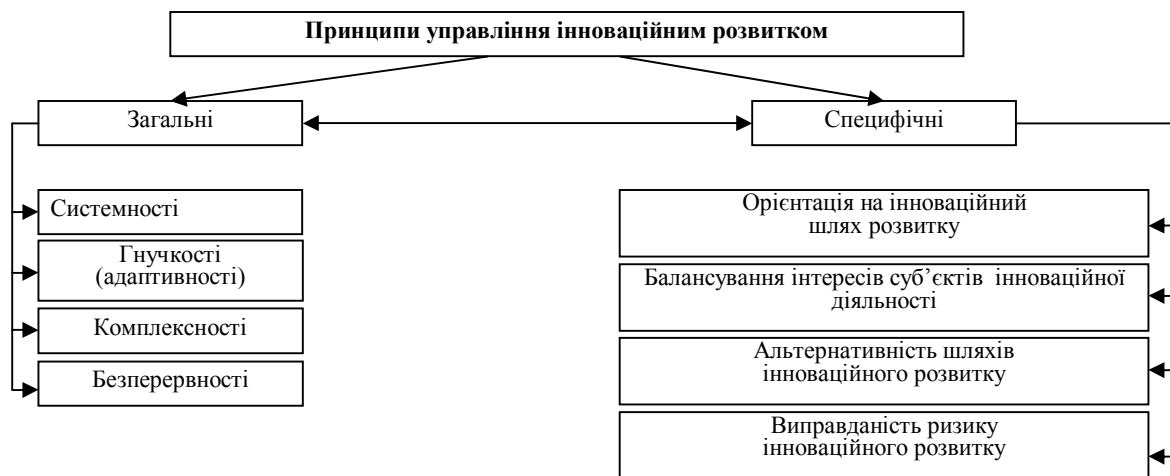 Принципи управління інноваційним розвитком
Загальні
Специфічні
Системності
Гнучкості
(адаптивності)
Комплексності
Безперервності
Орієнтація на інноваційний
шлях розвитку
Балансування інтересів суб’єктів інноваційної
діяльності
Альтернативність шляхів
інноваційного розвитку
Виправданість ризику
інноваційного розвитку